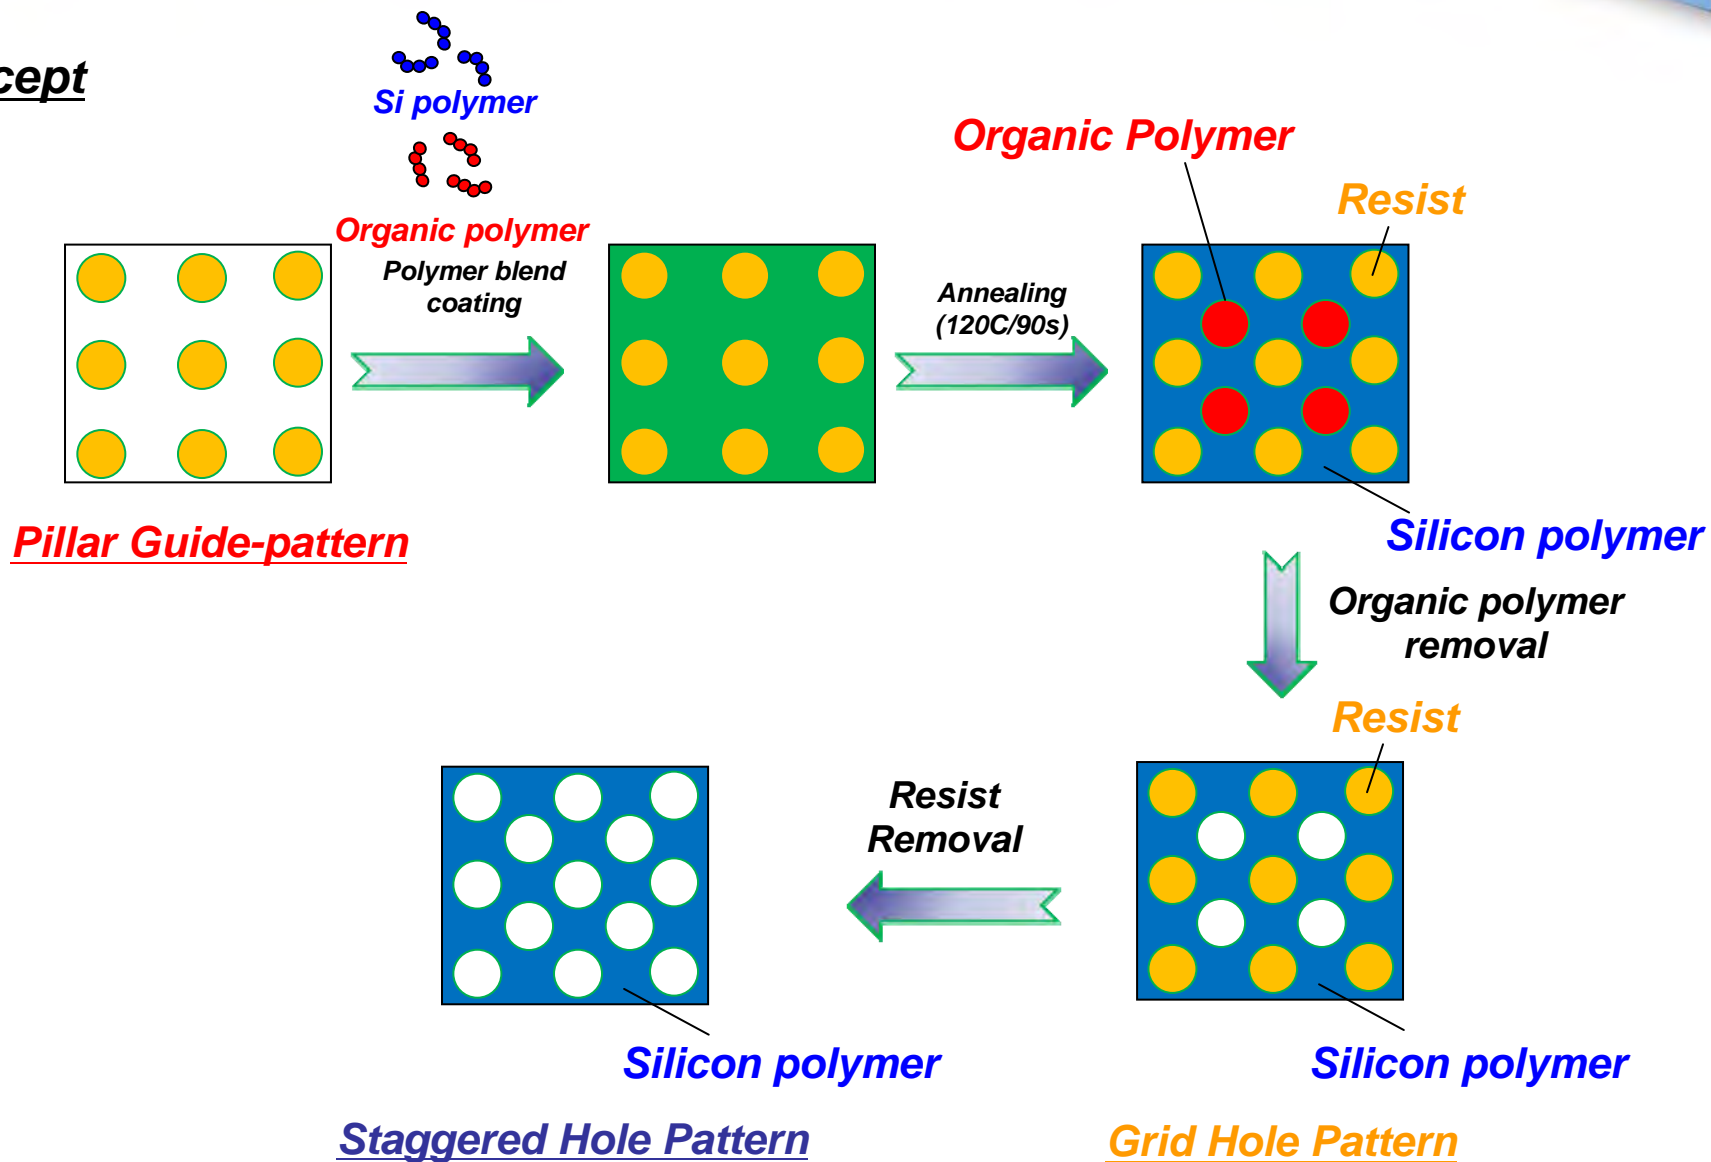 cept
Si polymer
Organic polymer
Polymer blend
coating
Annealing
(120C/90s)
Organic Polymer
Resist
Pillar Guide-pattern
Silicon polymer
Organic polymer
removal
Resist
Resist
Removal
Silicon polymer
Silicon polymer
Staggered Hole Pattern
Grid Hole Pattern